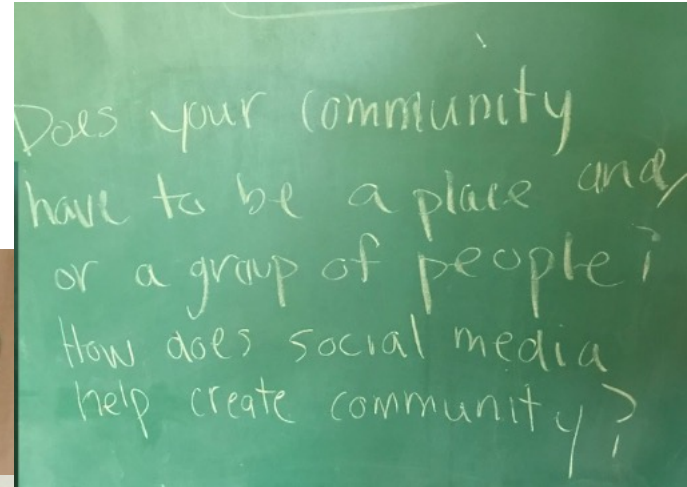 Does your community
have to be a place and/
or a group of people?
How does social media
help create community?